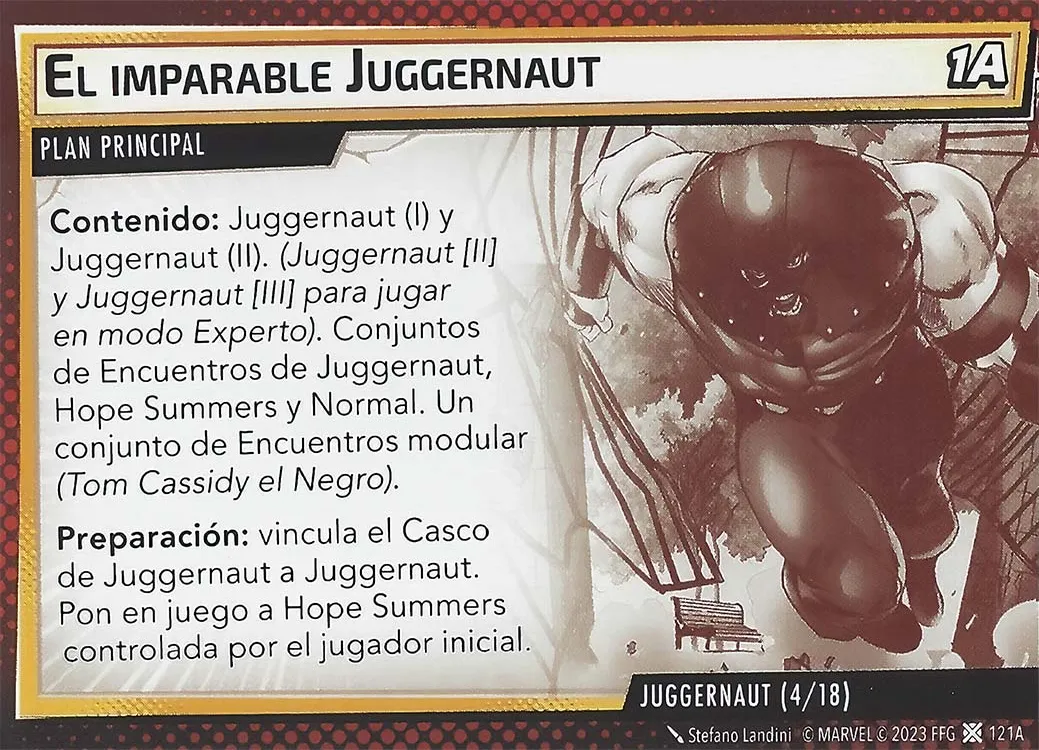 El imparable Juggernaut
1A
PLAN PRINCIPAL
Contenido: Juggernaut (I) y
Juggernaut (II). (Juggernaut [II]
y Juggernaut [III] para jugar
en modo Experto). Conjuntos
de Encuentros de Juggernaut,
Hope Summers y Normal. Un
conjunto de Encuentros modular
(Tom Cassidy el Negro).
Preparación: vincula el Casco
de Juggernaut a Juggernaut.
Pon en juego a Hope Summers
controlada por el jugador inicial.
JUGGERNAUT (4/18)
Stefano Landini © MARVEL © 2023 FFG 121A